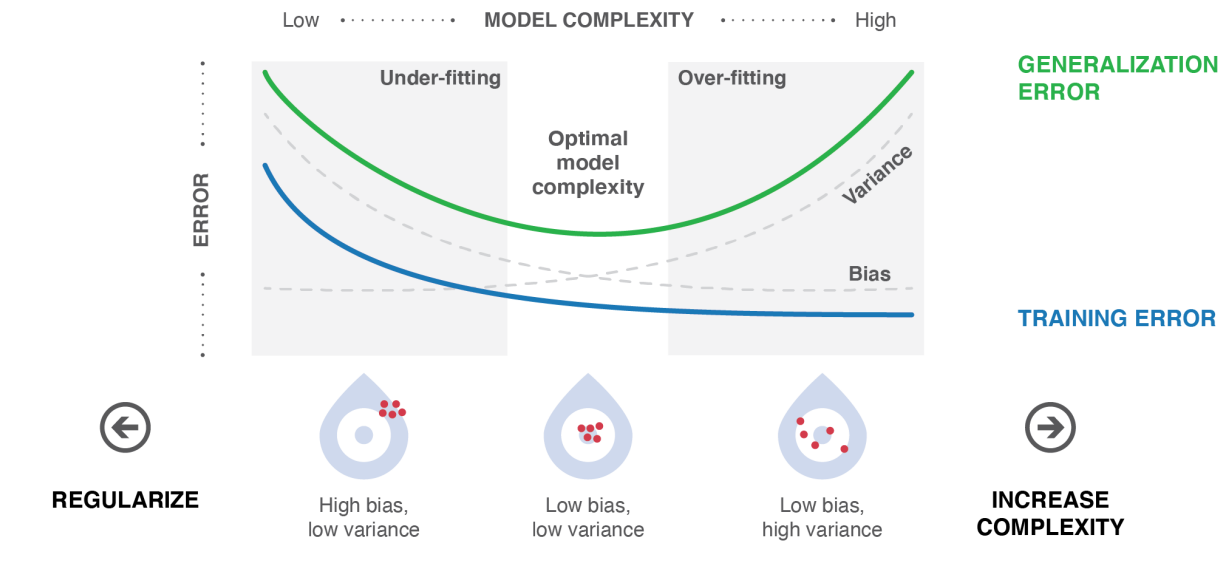 Low MODEL COMPLEXITY High
GENERALIZATION
ERROR
Under-fitting
Over-fitting
Optimal
model
complexity
Variance
ERROR
Bias
TRAINING ERROR
REGULARIZE
High bias,
low variance
Low bias,
low variance
Low bias,
high variance
INCREASE
COMPLEXITY